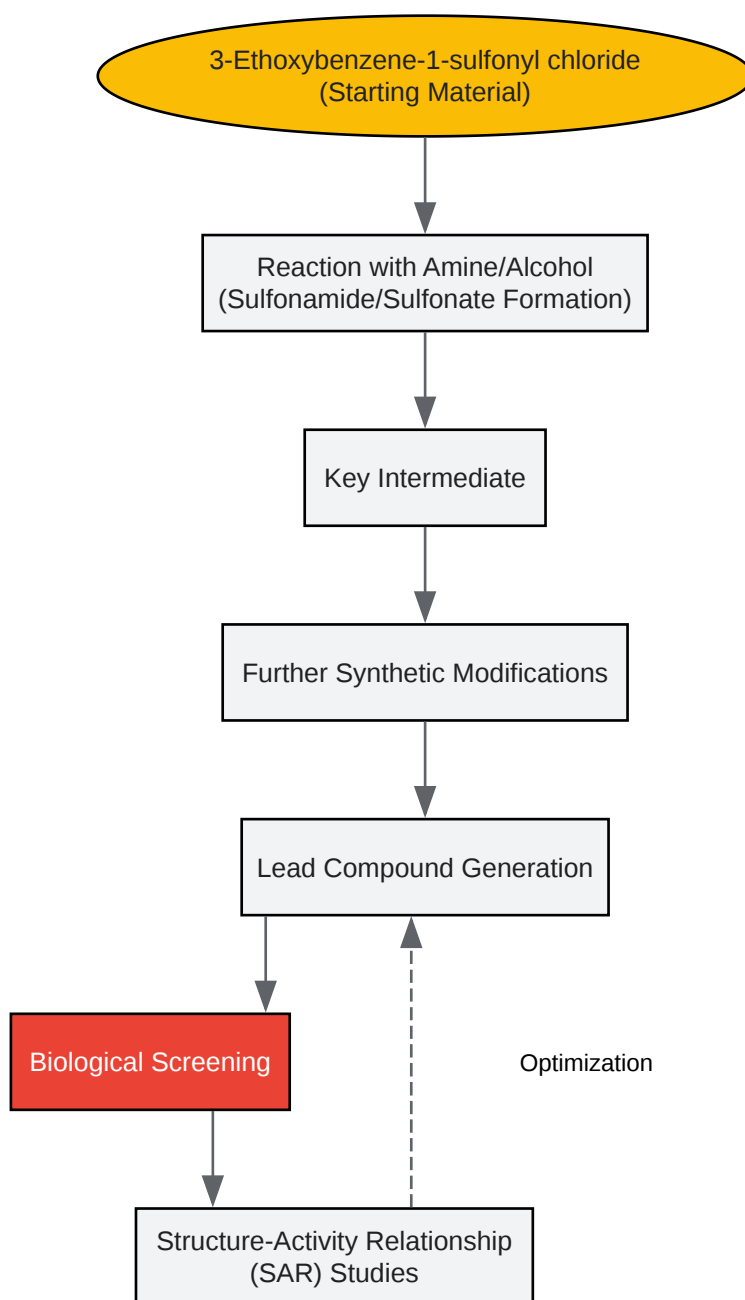 3-Ethoxybenzene-1-sulfonyl chloride
(Starting Material)
Reaction with Amine/Alcohol
(Sulfonamide/Sulfonate Formation)
Key Intermediate
Further Synthetic Modifications
Lead Compound Generation
Biological Screening
Optimization
Structure-Activity Relationship
(SAR) Studies